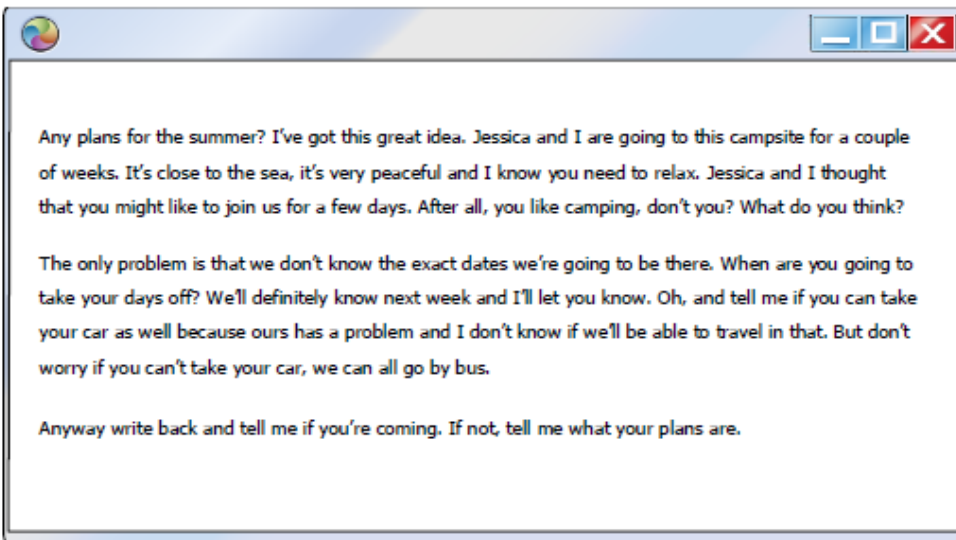 Any plans for the summer? I've got this great idea. Jessica and I are going to this campsite for a couple
of weeks. It's close to the sea, it's very peaceful and I know you need to relax. Jessica and I thought
that you might like to join us for a few days. After all, you like camping, don't you? What do you think?
The only problem is that we don't know the exact dates we're going to be there. When are you going to
take your days off? We'll definitely know next week and I'll let you know. Oh, and tell me if you can take
your car as well because ours has a problem and I don't know if we'll be able to travel in that. But don't
worry if you can't take your car, we can all go by bus.
Anyway write back and tell me if you're coming. If not, tell me what your plans are.